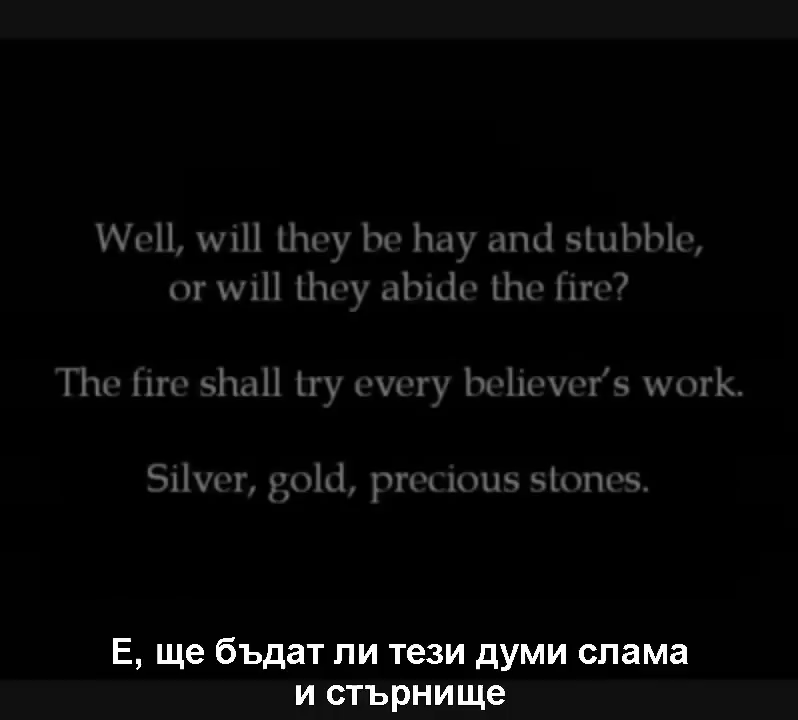 Well, will they be hay and stubble,
or will they abide the fire?
The fire shall try every believer's work.
Silver, gold, precious stones.
Е, ще бъдат ли тези думи слама
и стърнище